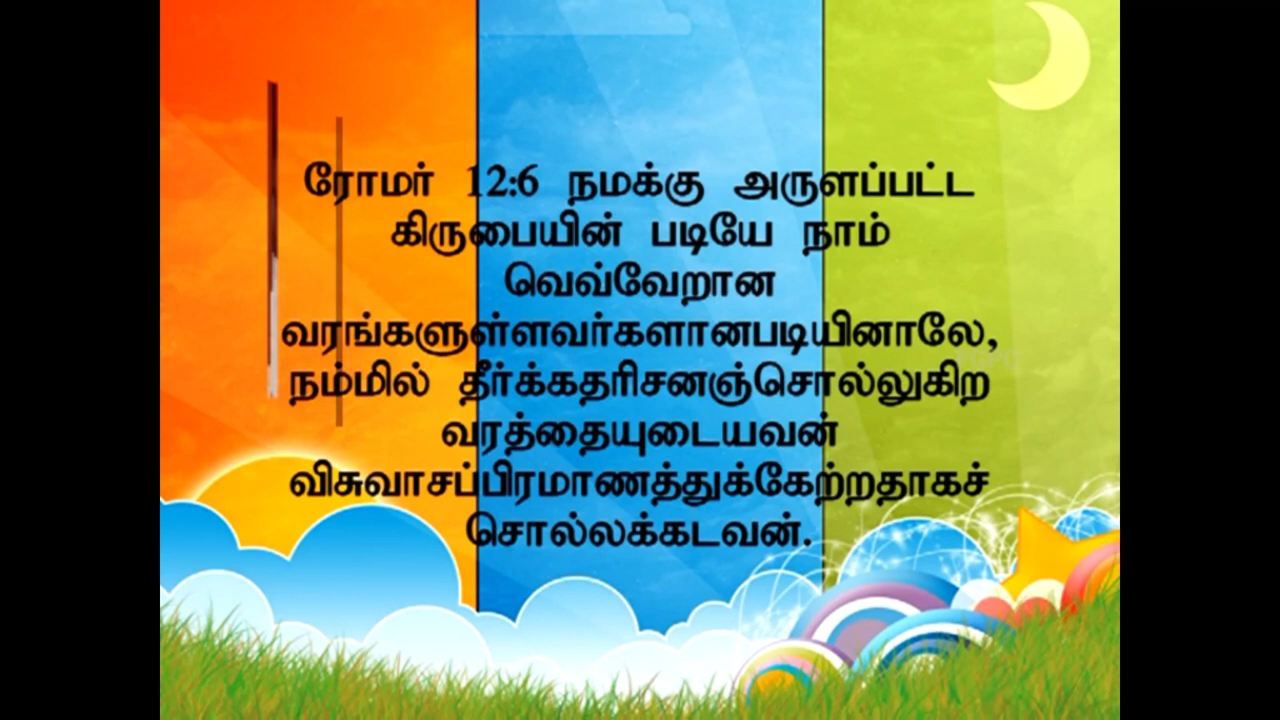 ரோமர் 12:6 நமக்கு அருளப்பட்ட
கிருபையின் படியே நாம்
வெவ்வேறான
வரங்களுள்ளவர்களானபடியினாலே,
நம்மில் தீர்க்கதரிசனஞ்சொல்லுகிற
வரத்தையுடையவன்
விசுவாசப்பிரமாணத்துக்கேற்றதாகச்
சொல்லக்கடவன்.